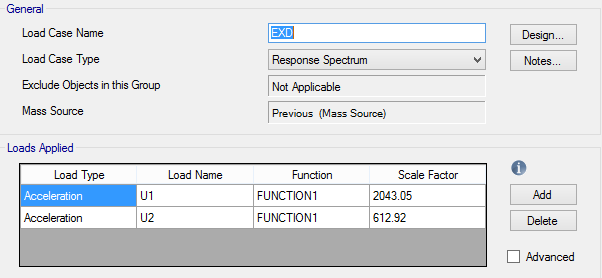 General
Load Case Name EXD Design...
Load Case Type Response Spectrum Notes...
Exclude Objects in this Group Not Applicable
Mass Source Previous (Mass Source)
Loads Applied
Load Type Load Name Function Scale Factor
Acceleration U1 FUNCTION1 2043.05 Add
Acceleration U2 FUNCTION1 612.92 Delete
Advanced